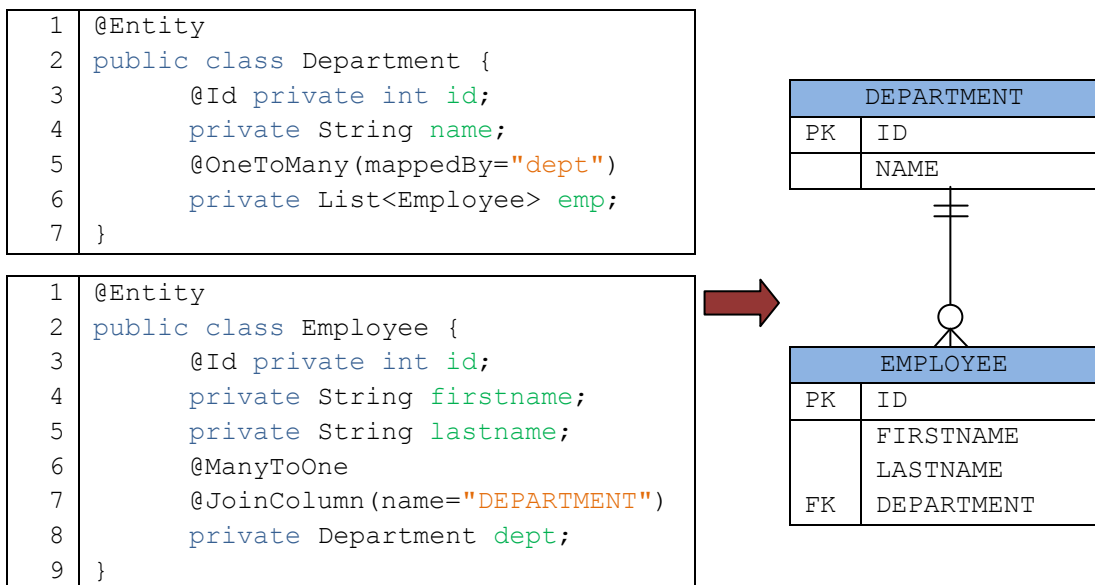 1 @Entity
2 public class Department {
3 @Id private int id;
4 private String name;
5 @OneToMany(mappedBy="dept")
6 private List<Employee> emp;
7 }
1 @Entity
2 public class Employee {
3 @Id private int id;
4 private String firstname;
5 private String lastname;
6 @ManyToOne
7 @JoinColumn(name="DEPARTMENT")
8 private Department dept;
9 }
DEPARTMENT
PK ID
NAME
EMPLOYEE
PK ID
FIRSTNAME
LASTNAME
FK DEPARTMENT